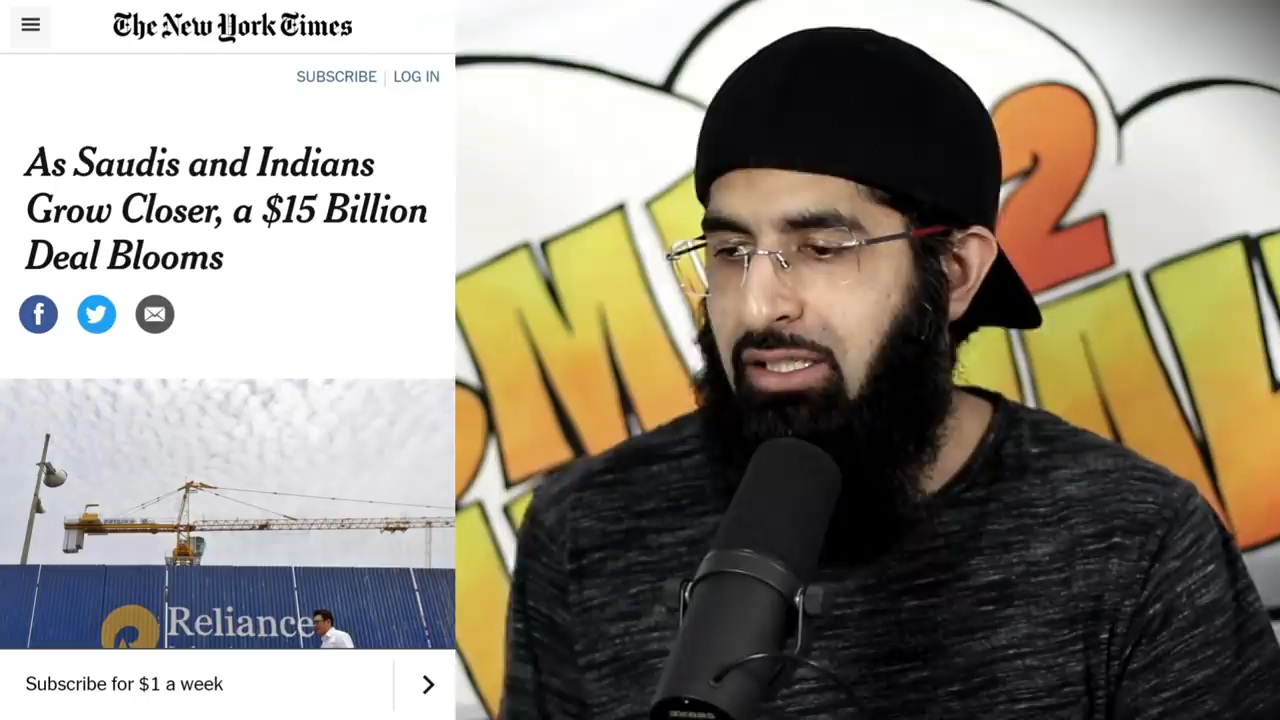 The New York Times
SUBSCRIBE | LOG IN
As Saudis and Indians
Grow Closer, a $15 Billion
Deal Blooms
Reliance
Subscribe for $1 a week
2